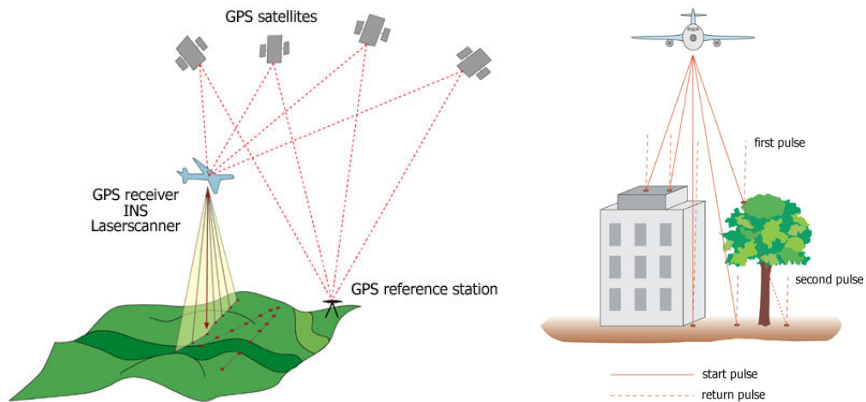 GPS satellites
GPS receiver
INS
Laserscanner
GPS reference station
first pulse
second pulse
start pulse
return pulse